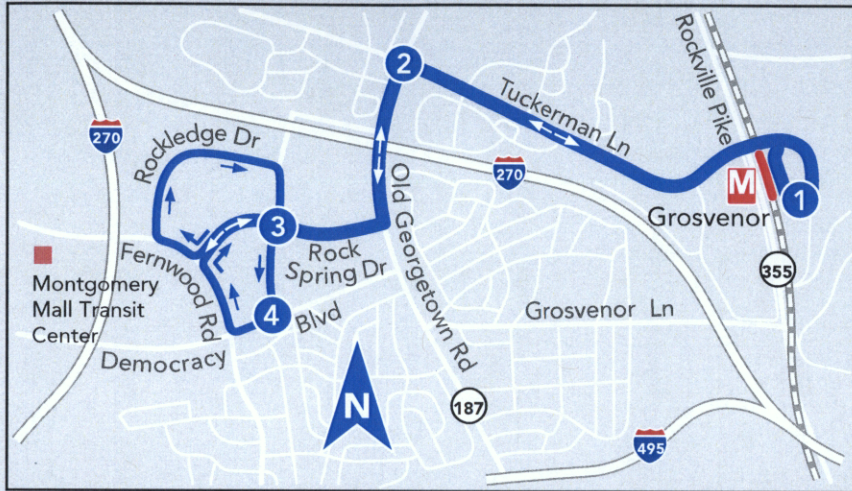 2
Tuckerman Ln
Rockville Pike
270
Rockledge Dr
270
M
1
Grosvenor
Old Georgetown Rd
3
Rock
Spring Dr
Fernwood Rd
355
Montgomery
Mall Transit
Center
4
Blvd
Grosvenor Ln
Democracy
N
187
495